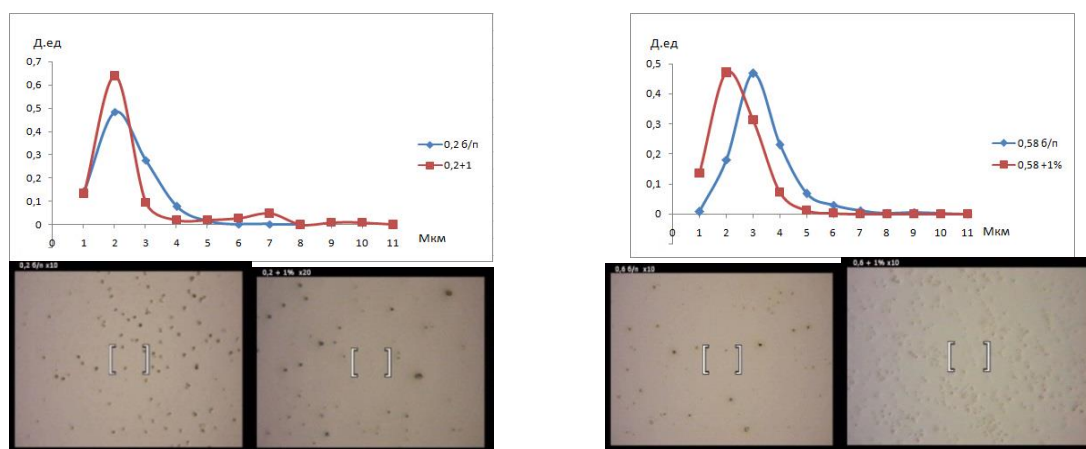 Д.ед
0,7
0,6
0,5
0,4
0,3
0,2
0,1
0
0 1 2 3 4 5 6 7 8 9 10 11 Мкм
0,2 б/п
0,2+1
0,2 б/п x10
0,2 + 1% x20
Д.ед
0,5
0,4
0,3
0,2
0,1
0
0 1 2 3 4 5 6 7 8 9 10 11 Мкм
0,58 б/п
0,58 +1%
0,6 б/п x10
0,6 + 1% x10